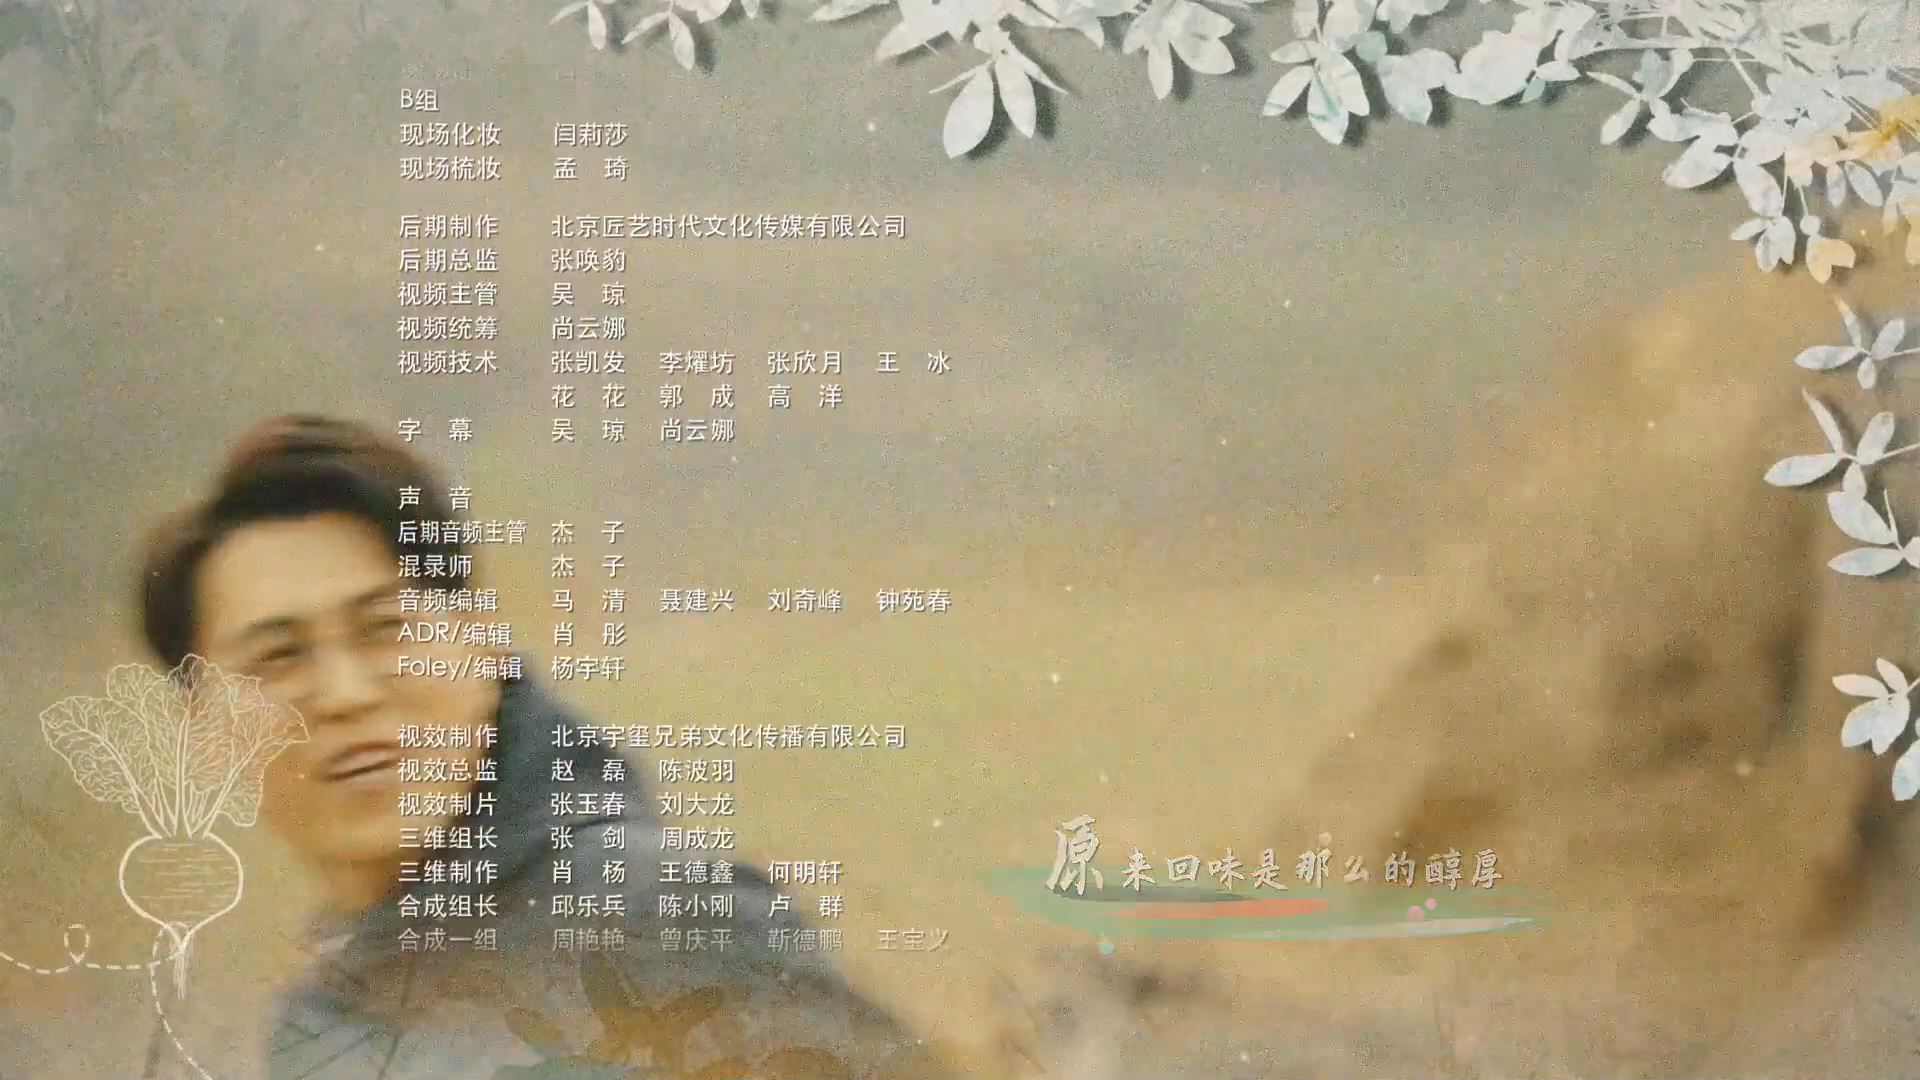 B组
现场化妆 闫莉莎
现场梳妆 孟 琦
后期制作 北京匠艺时代文化传媒有限公司
后期总监 张唤豹
视频主管 吴 琼
视频统筹 尚云娜
视频技术 张凯发 李燿坊 张欣月 王 冰
花 花 郭 成 高 洋
字 幕 吴 琼 尚云娜
声 音
后期音频主管 杰 子
混录师 杰 子
音频编辑 马 清 聂建兴 刘奇峰 钟苑春
ADR/编辑 肖 彤
Foley/编辑 杨宇轩
视效制作 北京宇玺兄弟文化传播有限公司
视效总监 赵 磊 陈波羽
视效制片 张玉春 刘大龙
三维组长 张 剑 周成龙
三维制作 肖 杨 王德鑫 何明轩
合成组长 邱乐兵 陈小刚 卢 群
合成一组 周艳艳 曾庆平 靳德鹏 王宝义
原来回味是那么的醇厚